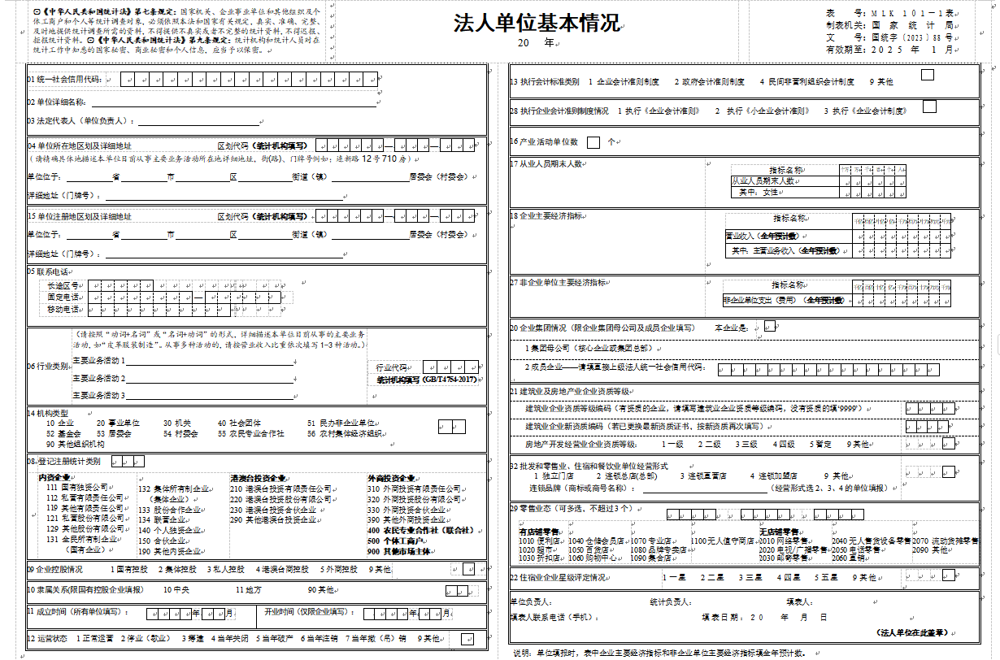 ⊙《中华人民共和国统计法》第七条规定：国家机关、企业事业单位和其他组织及个
体工商户和个人等统计调查对象，必须依照本法和国家有关规定，真实、准确、完整、
及时地提供统计调查所需的资料，不得提供不真实或者不完整的统计资料，不得迟报、
拒报统计资料。⊙《中华人民共和国统计法》第九条规定：统计机构和统计人员对在
统计工作中知悉的国家秘密、商业秘密和个人信息，应当予以保密。
法人单位基本情况
20 年
表 号：MLK 101－1表
制表机关：国家统计局
文 号：国统字〔2023〕88号
有效期至：2025年1月
01 统一社会信用代码：
02 单位详细名称：
03 法定代表人（单位负责人）：
04 单位所在地区划及详细地址 区划代码（统计机构填写）
（请精确具体地描述本单位目前从事主要业务活动所在地详细地址，街(路)、门牌号例如：连新路 12号710房）
单位位于： 省 市 区 街道（镇） 居委会（村委会）
详细地址（门牌号）：
15 单位注册地区划及详细地址 区划代码（统计机构填写）
单位位于： 省 市 区 街道（镇） 居委会（村委会）
详细地址（门牌号）：
05 联系电话
长途区号
固定电话
移动电话
06 行业类别
（请按照“动词+名词”或“名词+动词”的形式，详细描述本单位目前从事的主要业务
活动，如“皮革服装制造”。从事多种活动的，请按营业收入比重依次填写1-3种活动。）
主要业务活动 1
主要业务活动 2
主要业务活动 3
行业代码
统计机构填写（GB/T4754-2017）
14 机构类型
10 企业 20 事业单位 30 机关 40 社会团体 51 民办非企业单位
52 基金会 53 居委会 54 村委会 55 农民专业合作社 56 农村集体经济组织
90 其他组织机构
08 登记注册统计类别
内资企业
111 国有独资公司
112 私营有限责任公司
119 其他有限责任公司
121 私营股份有限公司
129 其他股份有限公司
131 全民所有制企业
（国有企业）
132 集体所有制企业
（集体企业）
133 股份合作企业
134 联营企业
140 个人独资企业
150 合伙企业
190 其他内资企业
港澳台投资企业
210 港澳台投资有限责任公司
220 港澳台投资股份有限公司
230 港澳台投资合伙企业
290 其他港澳台投资企业
外商投资企业
310 外商投资有限责任公司
320 外商投资股份有限公司
330 外商投资合伙企业
390 其他外商投资企业
400 农民专业合作社（联合社）
500 个体工商户
900 其他市场主体
09 企业控股情况 1 国有控股 2 集体控股 3 私人控股 4 港澳台商控股 5 外商控股 9 其他
10 隶属关系(限国有控股企业填报) 10 中央 11 地方 90 其他
11 成立时间（所有单位填写）： 年 月 开业时间（仅限企业填写）： 年 月
12 运营状态 1 正常运营 2 停业（歇业） 3 筹建 4 当年关闭 5 当年破产 6 当年注销 7 当年撤（吊）销 9 其他
13 执行会计标准类别 1 企业会计准则制度 2 政府会计准则制度 4 民间非营利组织会计制度 9 其他
28 执行企业会计准则制度情况 1 执行《企业会计准则》 2 执行《小企业会计准则》 3 执行《企业会计制度》
16 产业活动单位数 个
17 从业人员期末人数
指标名称 十万 万 千 百 十 人
从业人员期末人数
其中：女性
18 企业主要经济指标
指标名称 千亿 百亿 十亿 亿 千万 百万 十万 万元 千元
营业收入（全年预计数）
其中：主营业务收入（全年预计数）
27 非企业单位主要经济指标
指标名称 千亿 百亿 十亿 亿 千万 百万 十万 万元 千元
非企业单位支出（费用）（全年预计数）
20 企业集团情况（限企业集团母公司及成员企业填写） 本企业是：
1 集团母公司（核心企业或集团总部）
2 成员企业——请填直接上级法人统一社会信用代码：
21 建筑业及房地产业企业资质等级
建筑业企业资质等级编码（有资质的企业，请填写建筑业企业资质等级编码，没有资质的填‘9999’）
建筑业企业新资质编码（若已更换最新资质证书，按新资质再次填写）
房地产开发经营业企业资质等级： 1 一级 2 二级 3 三级 4 四级 5 暂定 9 其他
32 批发和零售业、住宿和餐饮业单位经营形式
1 独立门店 2 连锁总店(总部) 3 连锁直营店 4 连锁加盟店 9 其他
连锁品牌（商标或商号名称）： （经营形式选2、3、4的单位填报）
29 零售业态（可多选，不超过3个）
有店铺零售 无店铺零售
1010 便利店 1040 仓储会员店 1070 专业店 1100 无人值守商店 2010 网络零售 2040 无人售货设备零售 2070 流动货摊零售
1020 超市 1050 百货店 1080 品牌专卖店 2020 电视/广播零售 2050 电话零售 2090 其他
1030 折扣店 1060 购物中心 1090 集合店 2030 邮寄零售 2060 直销
22 住宿业企业星级评定情况 1 一星 2 二星 3 三星 4 四星 5 五星 9 其他
单位负责人： 统计负责人： 填表人：
填表人联系电话（手机）： 填表日期：20 年 月 日
（法人单位在此盖章）
说明：单位填报时，表中企业主要经济指标和非企业单位主要经济指标填全年预计数。